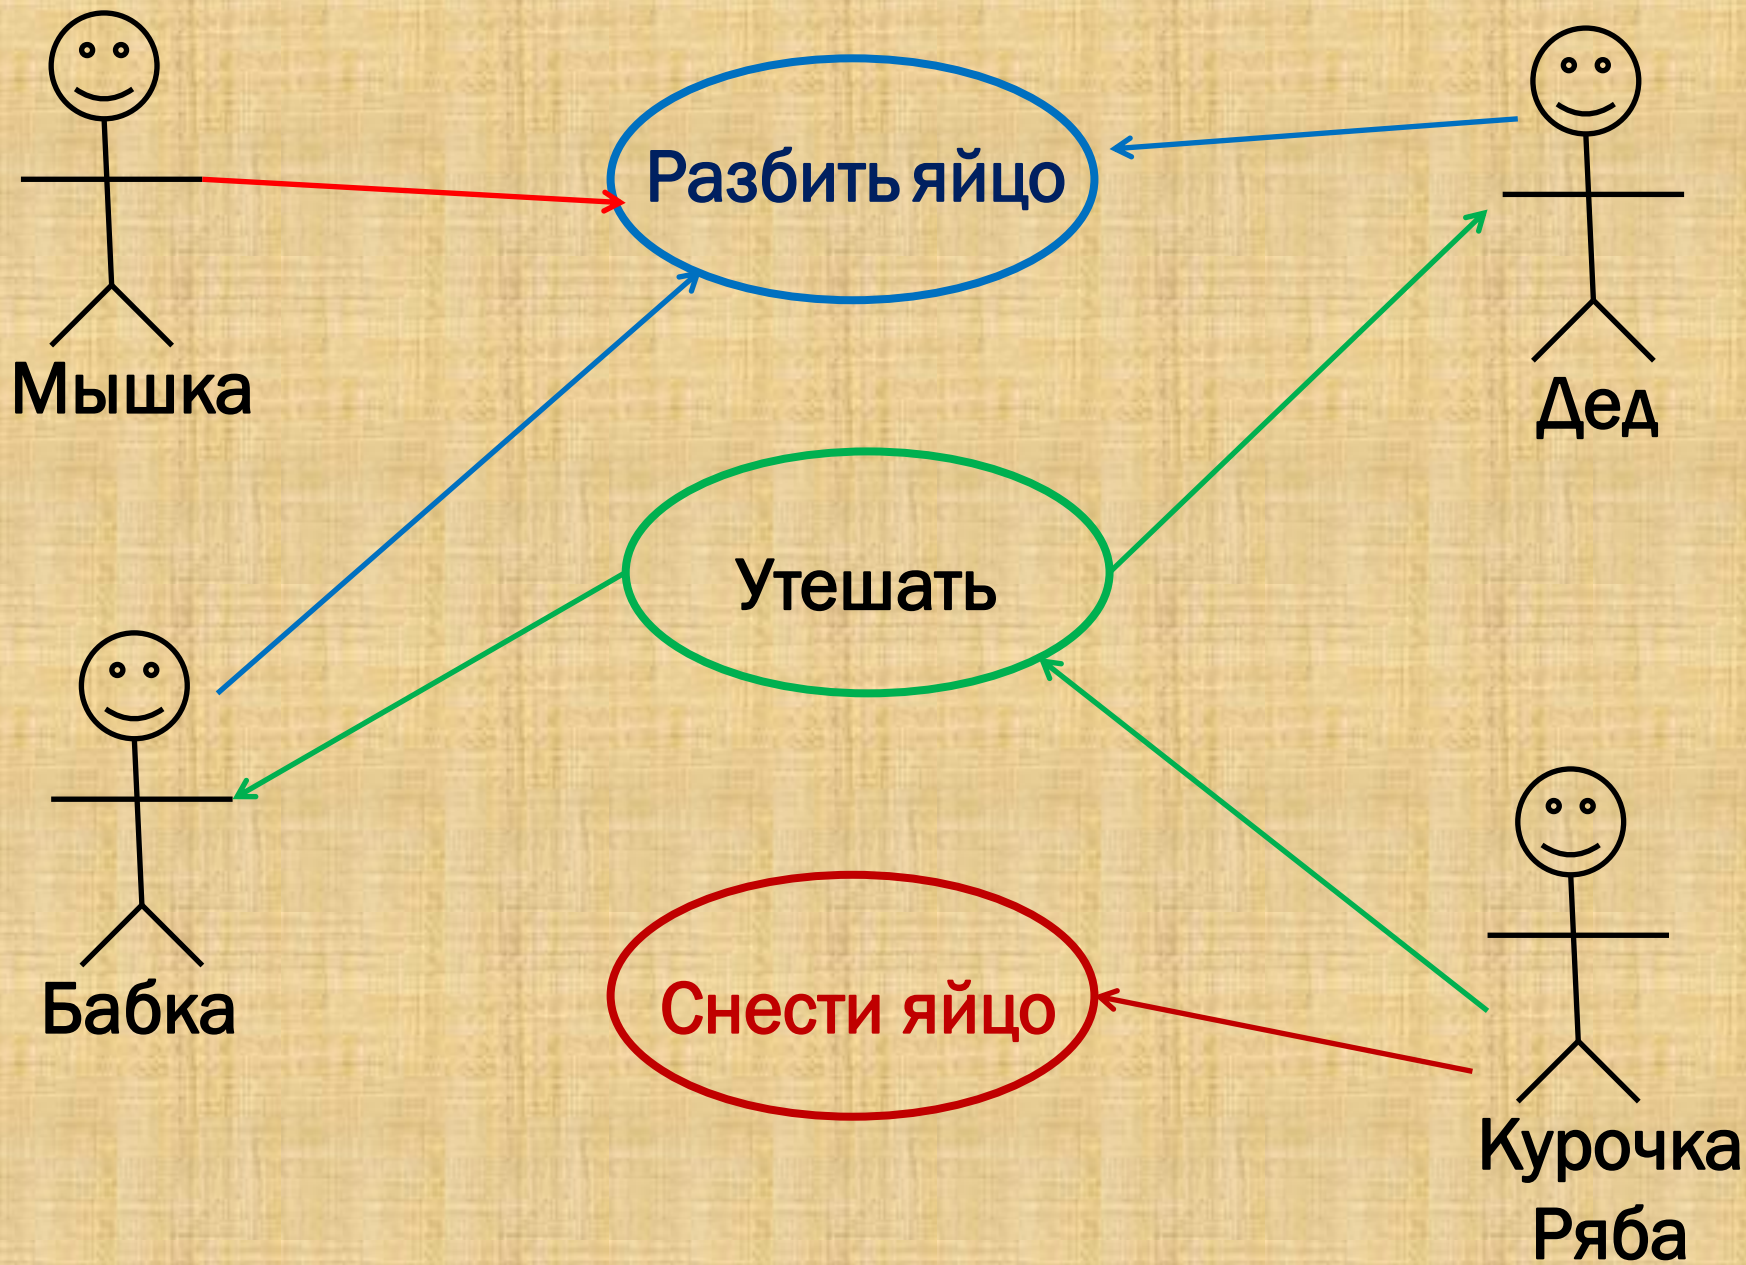 Разбить яйцо
Мышка
Дед
Утешать
Бабка
Снести яйцо
Курочка
Ряба